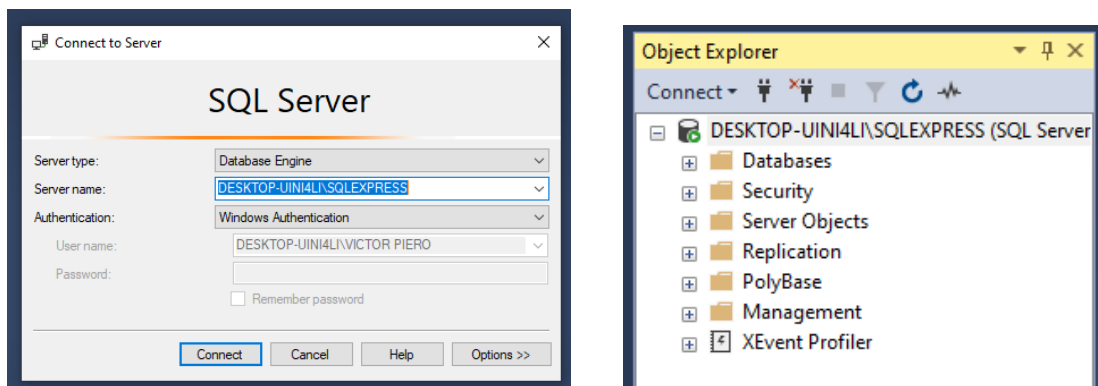 Connect to Server
SQL Server
Server type: Database Engine
Server name: DESKTOP-UINI4LI\SQLEXPRESS
Authentication: Windows Authentication
User name: DESKTOP-UINI4LI\VICTOR PIERO
Password:
Remember password
Connect Cancel Help Options >>
Object Explorer
Connect
DESKTOP-UINI4LI\SQLEXPRESS (SQL Server
Databases
Security
Server Objects
Replication
PolyBase
Management
XEvent Profiler